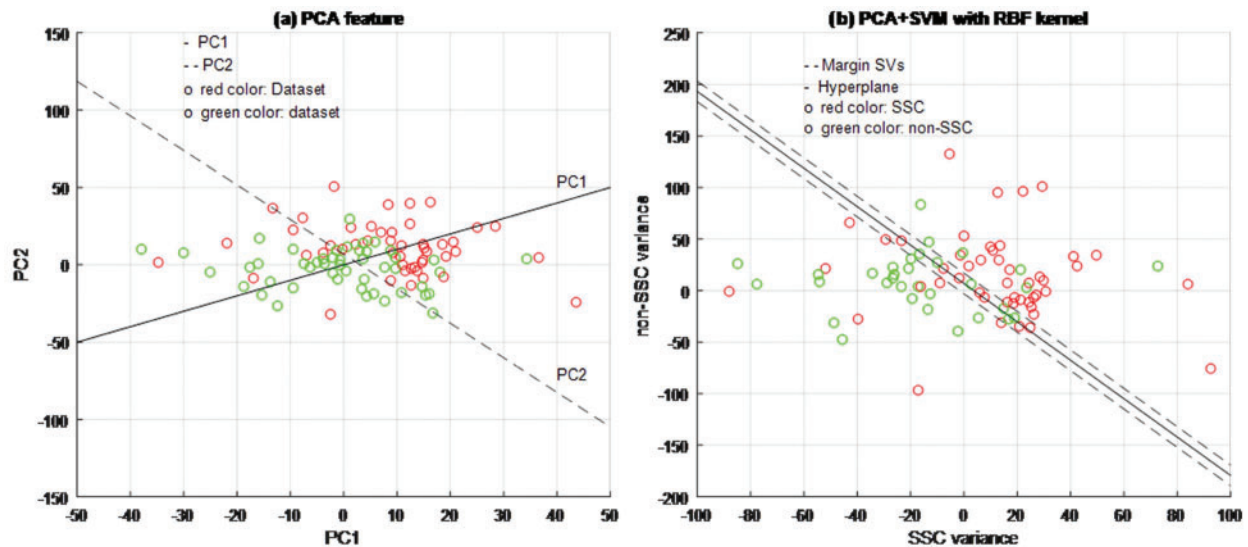 (a) PCA feature
150
100
50
0
-50
-100
-150
PC2
-50
-40
-30
-20
-10
0
10
20
30
40
50
PC1
PC1
PC2
red color: Dataset
green color: dataset
PC1
PC2
(b) PCA+SVM with RBF kernel
250
200
150
100
50
0
-50
-100
-150
-200
non-SSC variance
-100
-80
-60
-40
-20
0
20
40
60
80
100
SSC variance
Margin SVs
Hyperplane
red color: SSC
green color: non-SSC